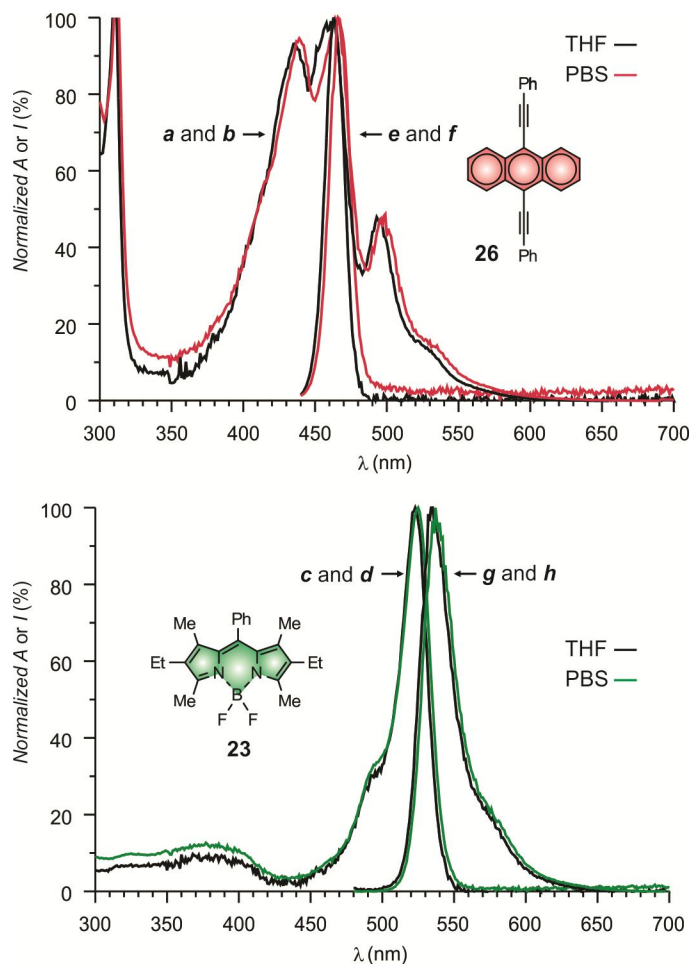 100
80
60
40
20
0
Normalized A or I (%)
THF
PBS
a and b
e and f
Ph
Ph
26
300
400
450
500
550
600
650
700
λ (nm)
100
80
60
40
20
0
Normalized A or I (%)
c and d
g and h
THF
PBS
Ph
Me
Me
Et
Et
N
N
Me
B
Me
F
F
23
300
350
400
450
500
550
600
650
700
λ (nm)